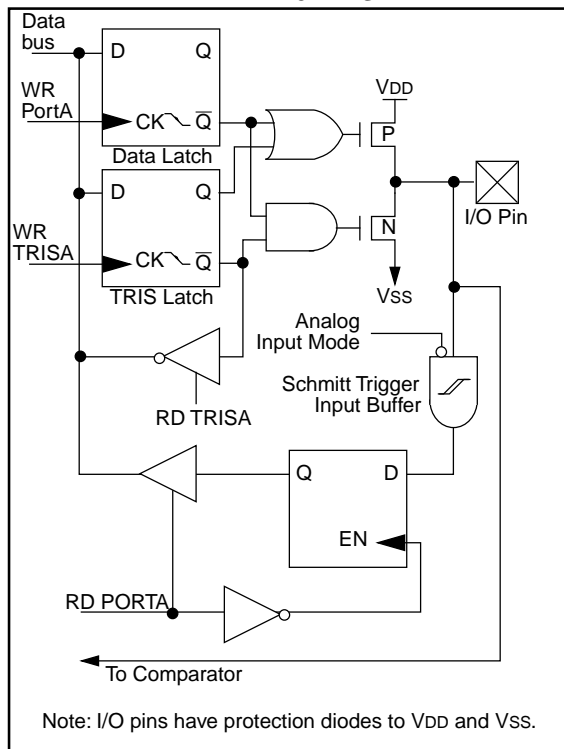 Data
bus
D
Q
WR
PortA
CK
Q
Data Latch
VDD
P
I/O Pin
D
Q
WR
TRISA
CK
Q
TRIS Latch
N
VSS
Analog
Input Mode
Schmitt Trigger
Input Buffer
RD TRISA
Q
D
EN
RD PORTA
To Comparator
Note: I/O pins have protection diodes to VDD and VSS.